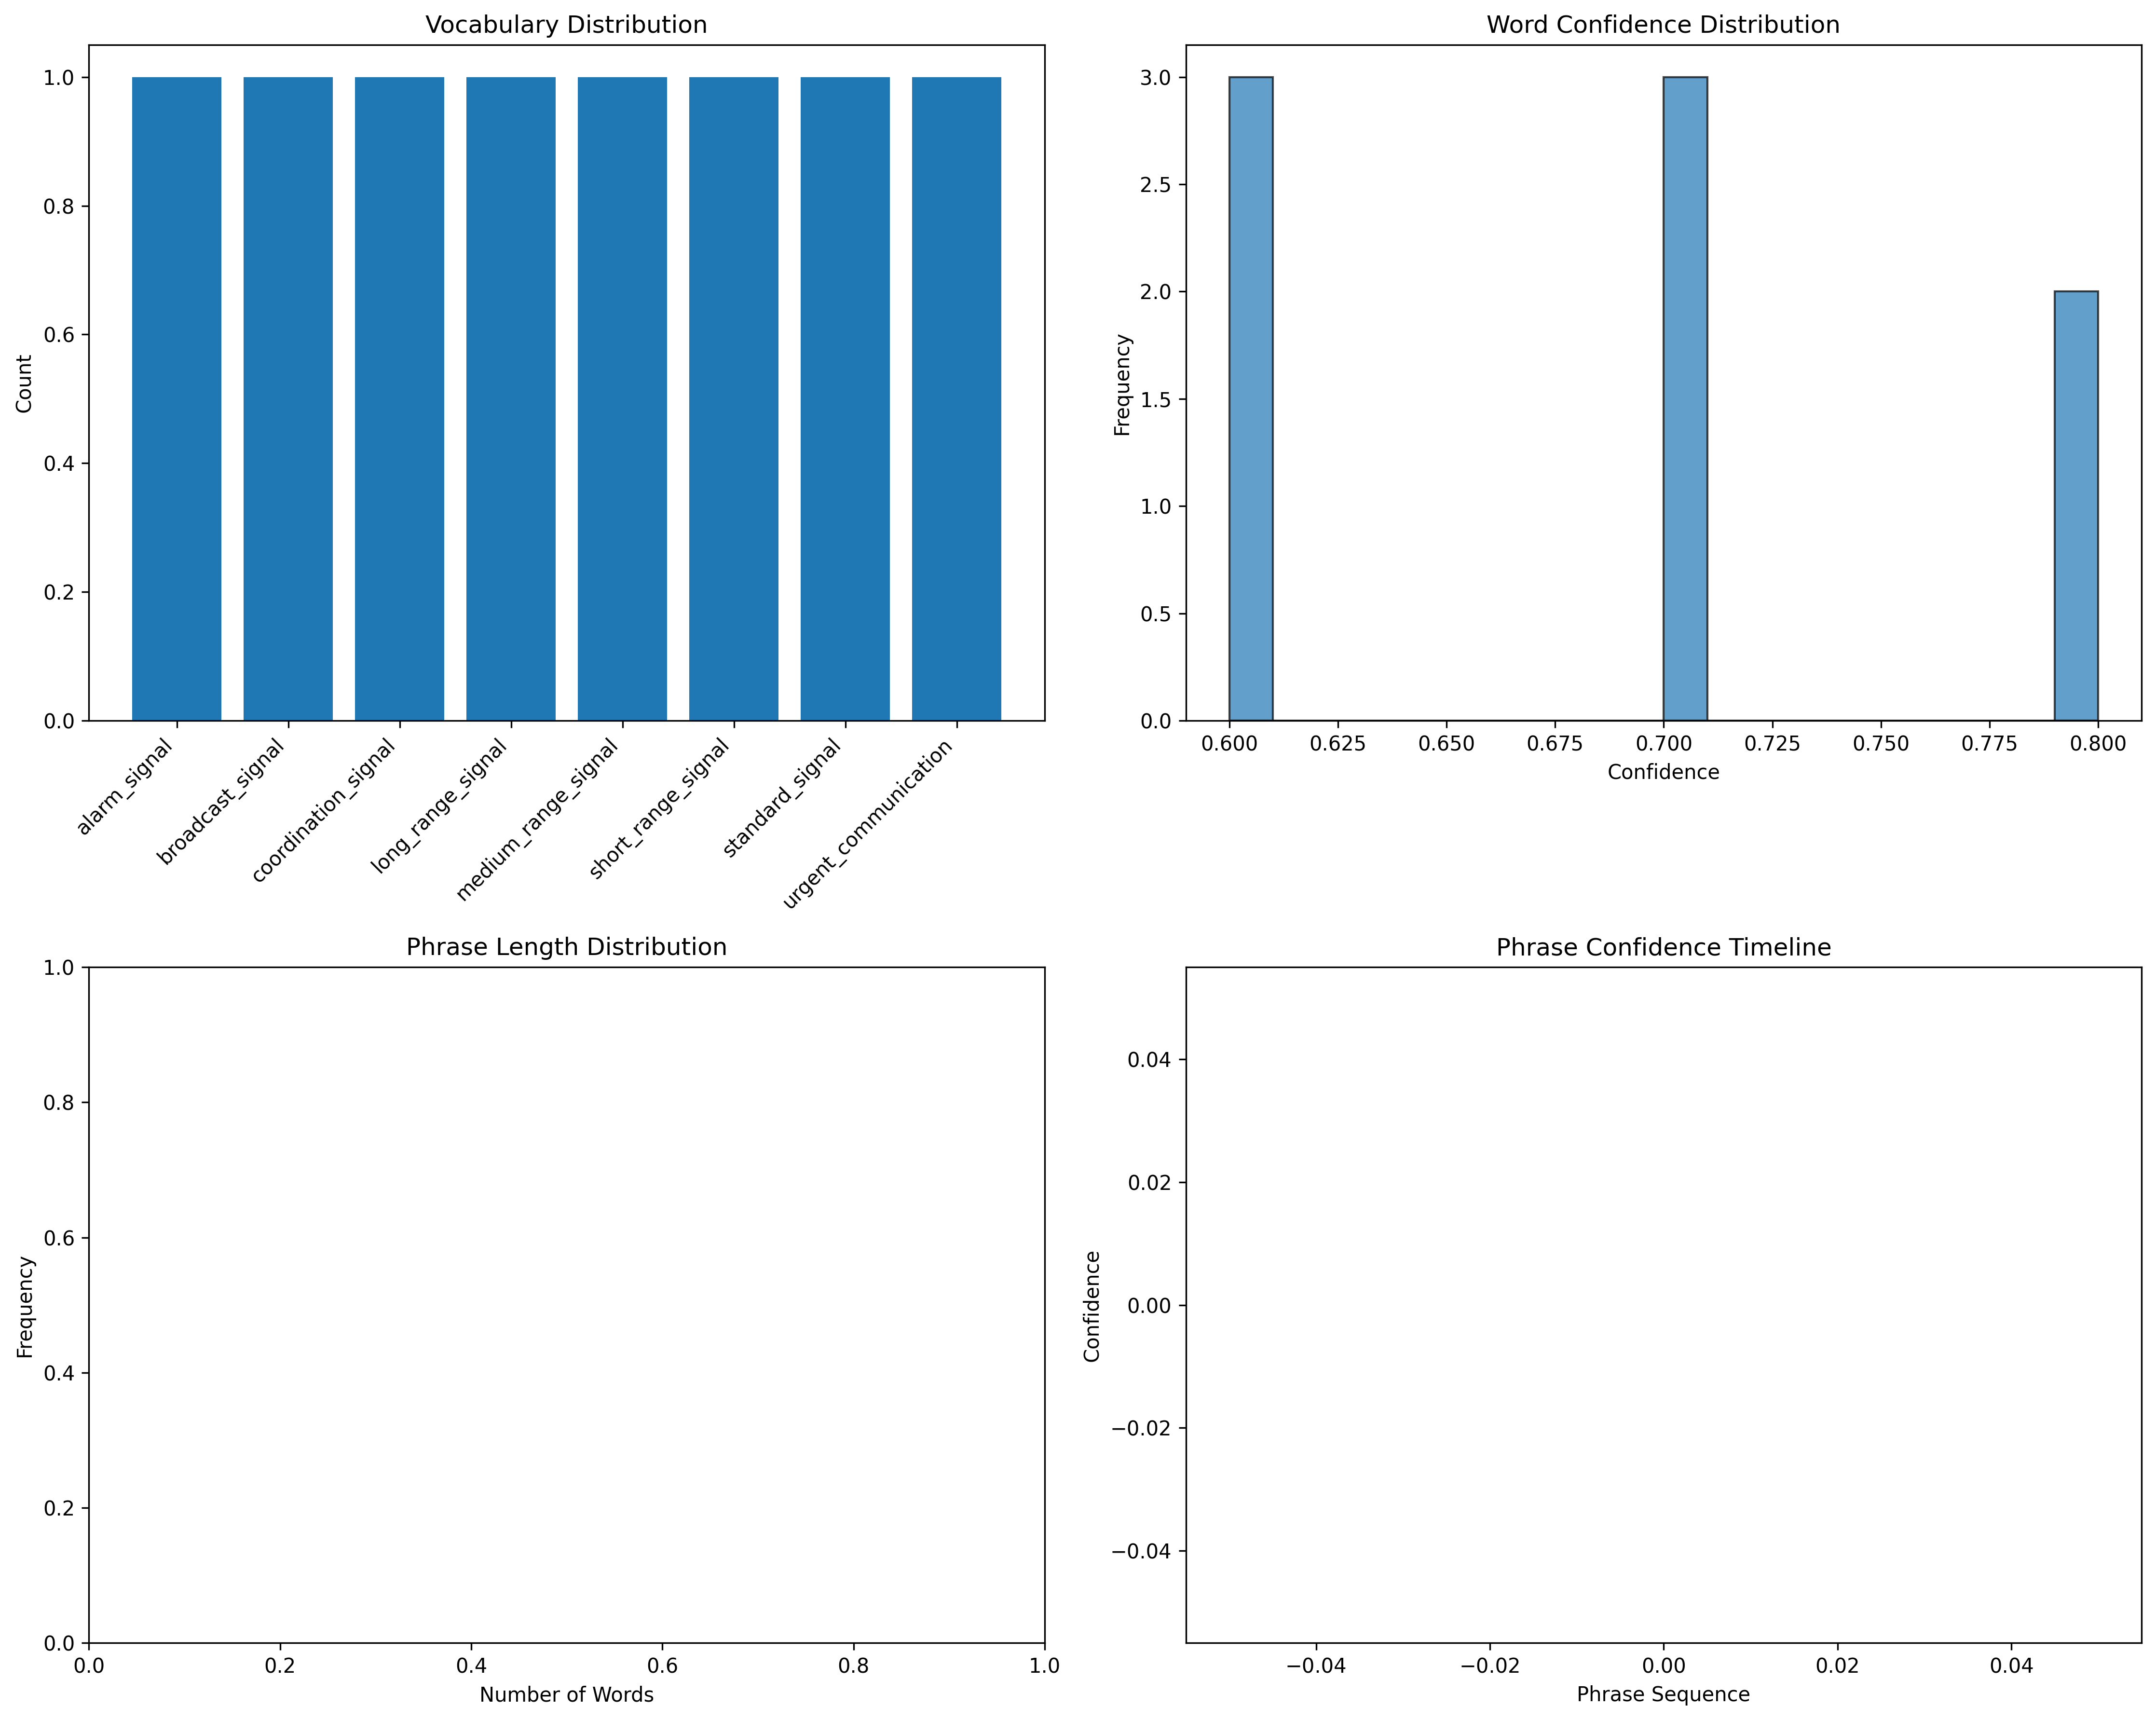 Vocabulary Distribution
Count
1.0
0.8
0.6
0.4
0.2
0.0
alarm_signal
broadcast_signal
coordination_signal
long_range_signal
medium_range_signal
short_range_signal
standard_signal
urgent_communication
Word Confidence Distribution
Frequency
3.0
2.5
2.0
1.5
1.0
0.5
0.0
0.600 0.625 0.650 0.675 0.700 0.725 0.750 0.775 0.800
Confidence
Phrase Length Distribution
Frequency
1.0
0.8
0.6
0.4
0.2
0.0
0.0 0.2 0.4 0.6 0.8 1.0
Number of Words
Phrase Confidence Timeline
Confidence
0.04
0.02
0.00
−0.02
−0.04
−0.04 −0.02 0.00 0.02 0.04
Phrase Sequence